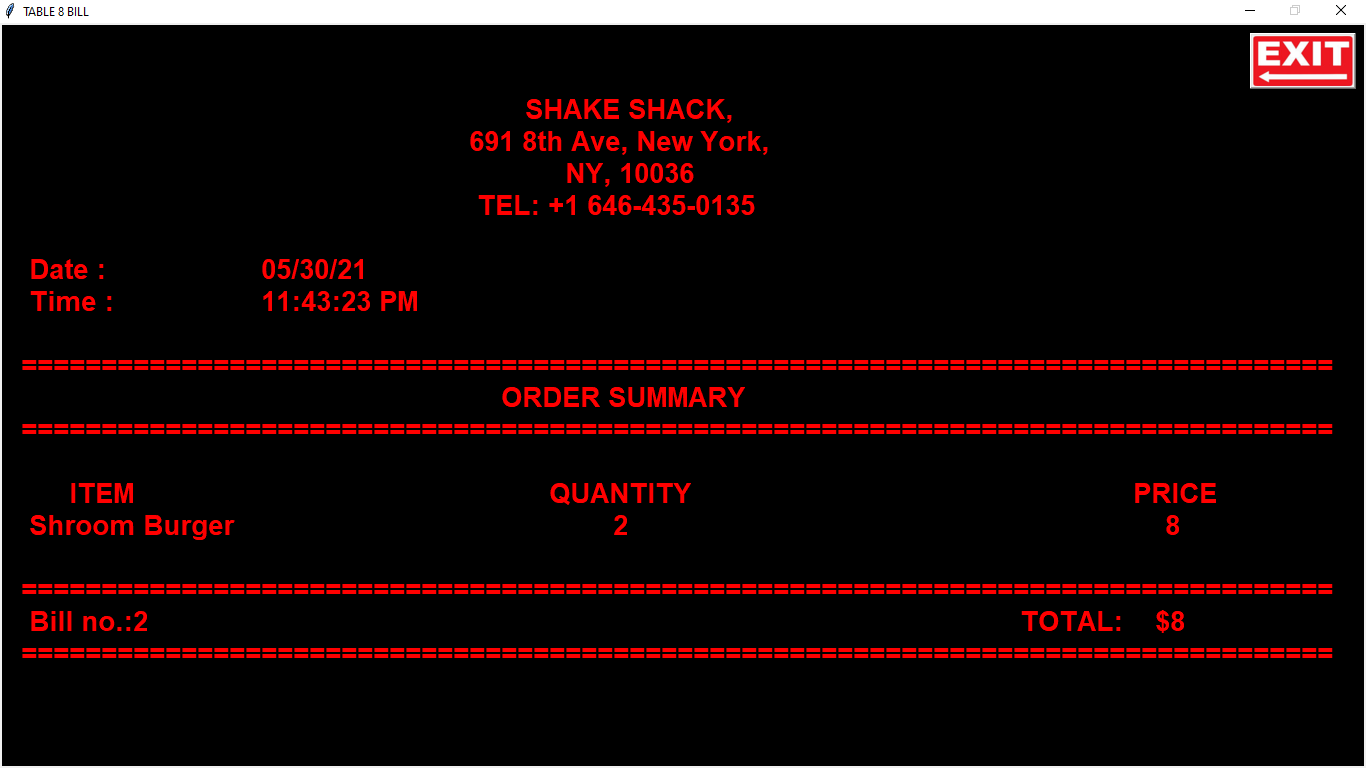 TABLE 8 BILL
EXIT
SHAKE SHACK,
691 8th Ave, New York,
NY, 10036
TEL: +1 646-435-0135
Date : 05/30/21
Time : 11:43:23 PM
==================================================================================
ORDER SUMMARY
==================================================================================
ITEM QUANTITY PRICE
Shroom Burger 2 8
==================================================================================
Bill no.:2 TOTAL: $8
==================================================================================